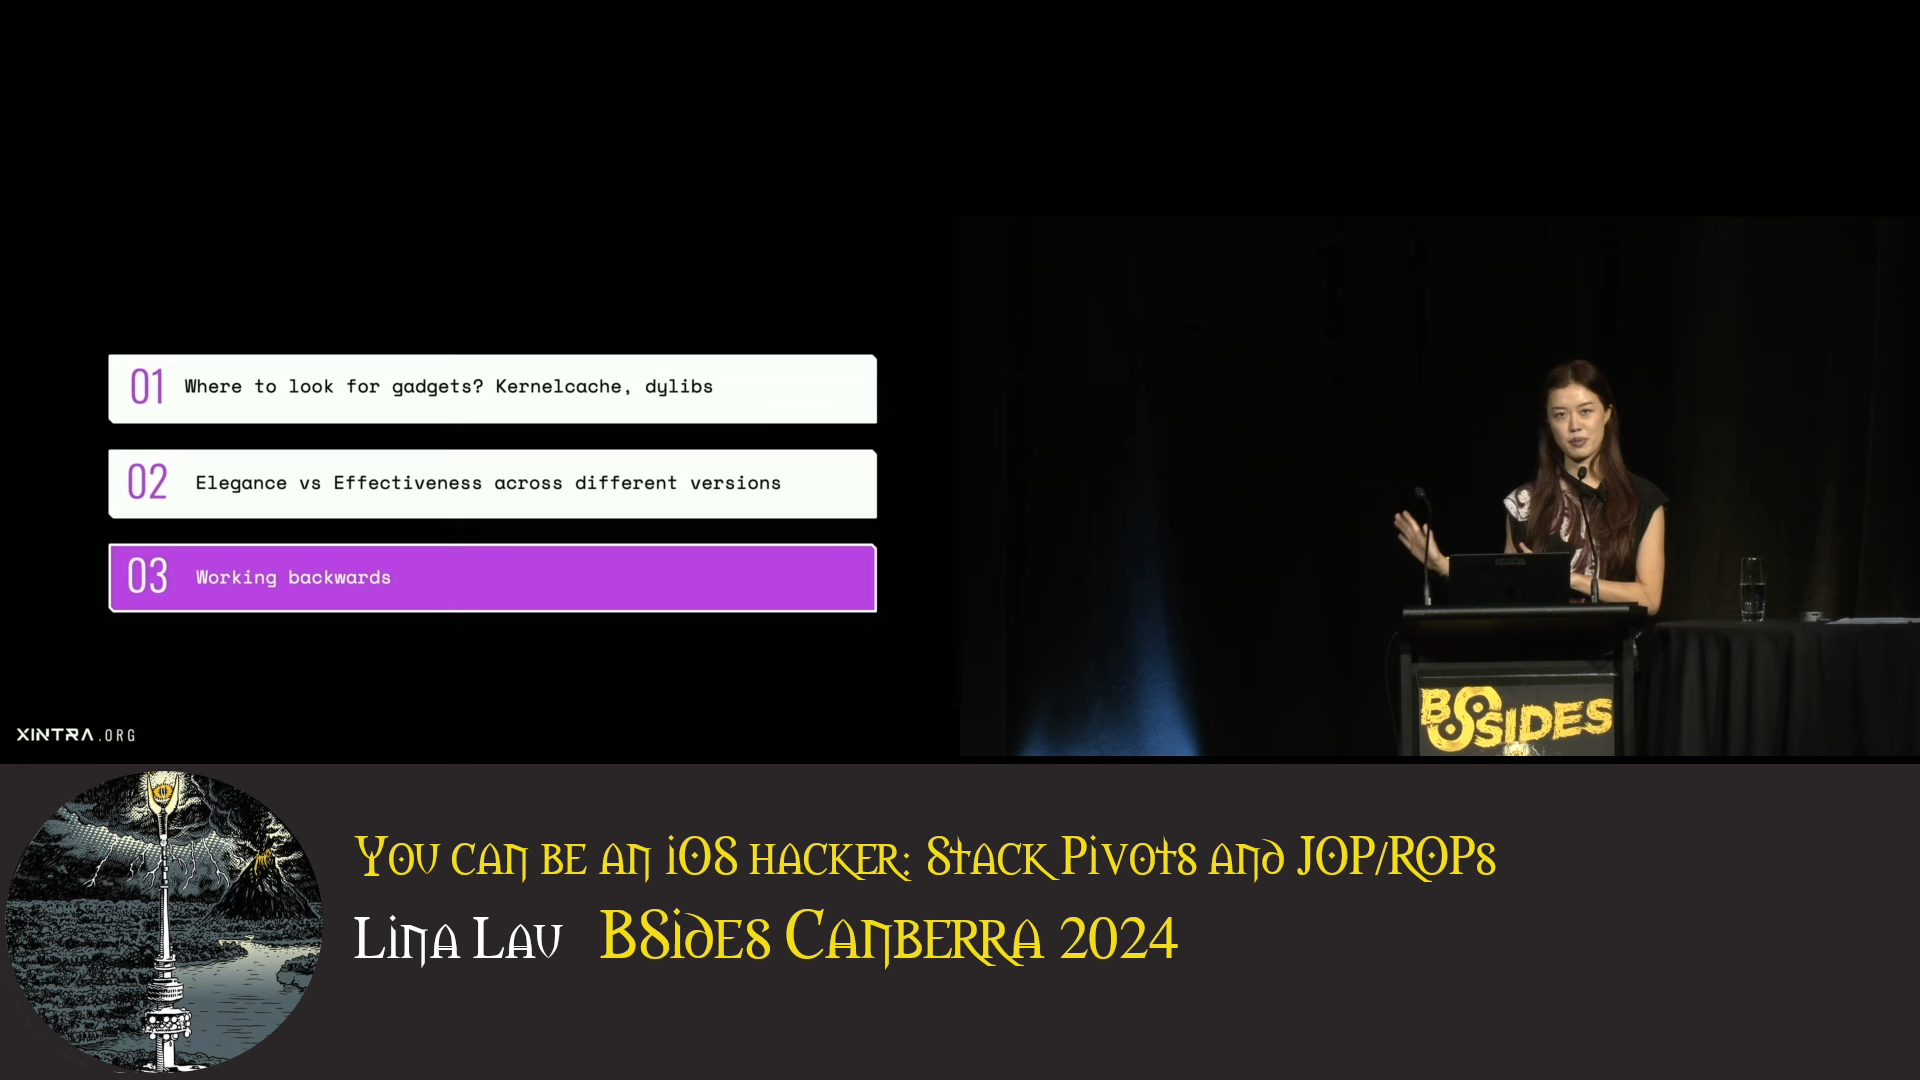 01 Where to look for gadgets? Kernelcache, dylibs
02 Elegance vs Effectiveness across different versions
03 Working backwards
XINTRA.ORG
BSIDES
You can be an iOS hacker: Stack Pivots and JOP/ROPs
Lina Lau BSides Canberra 2024